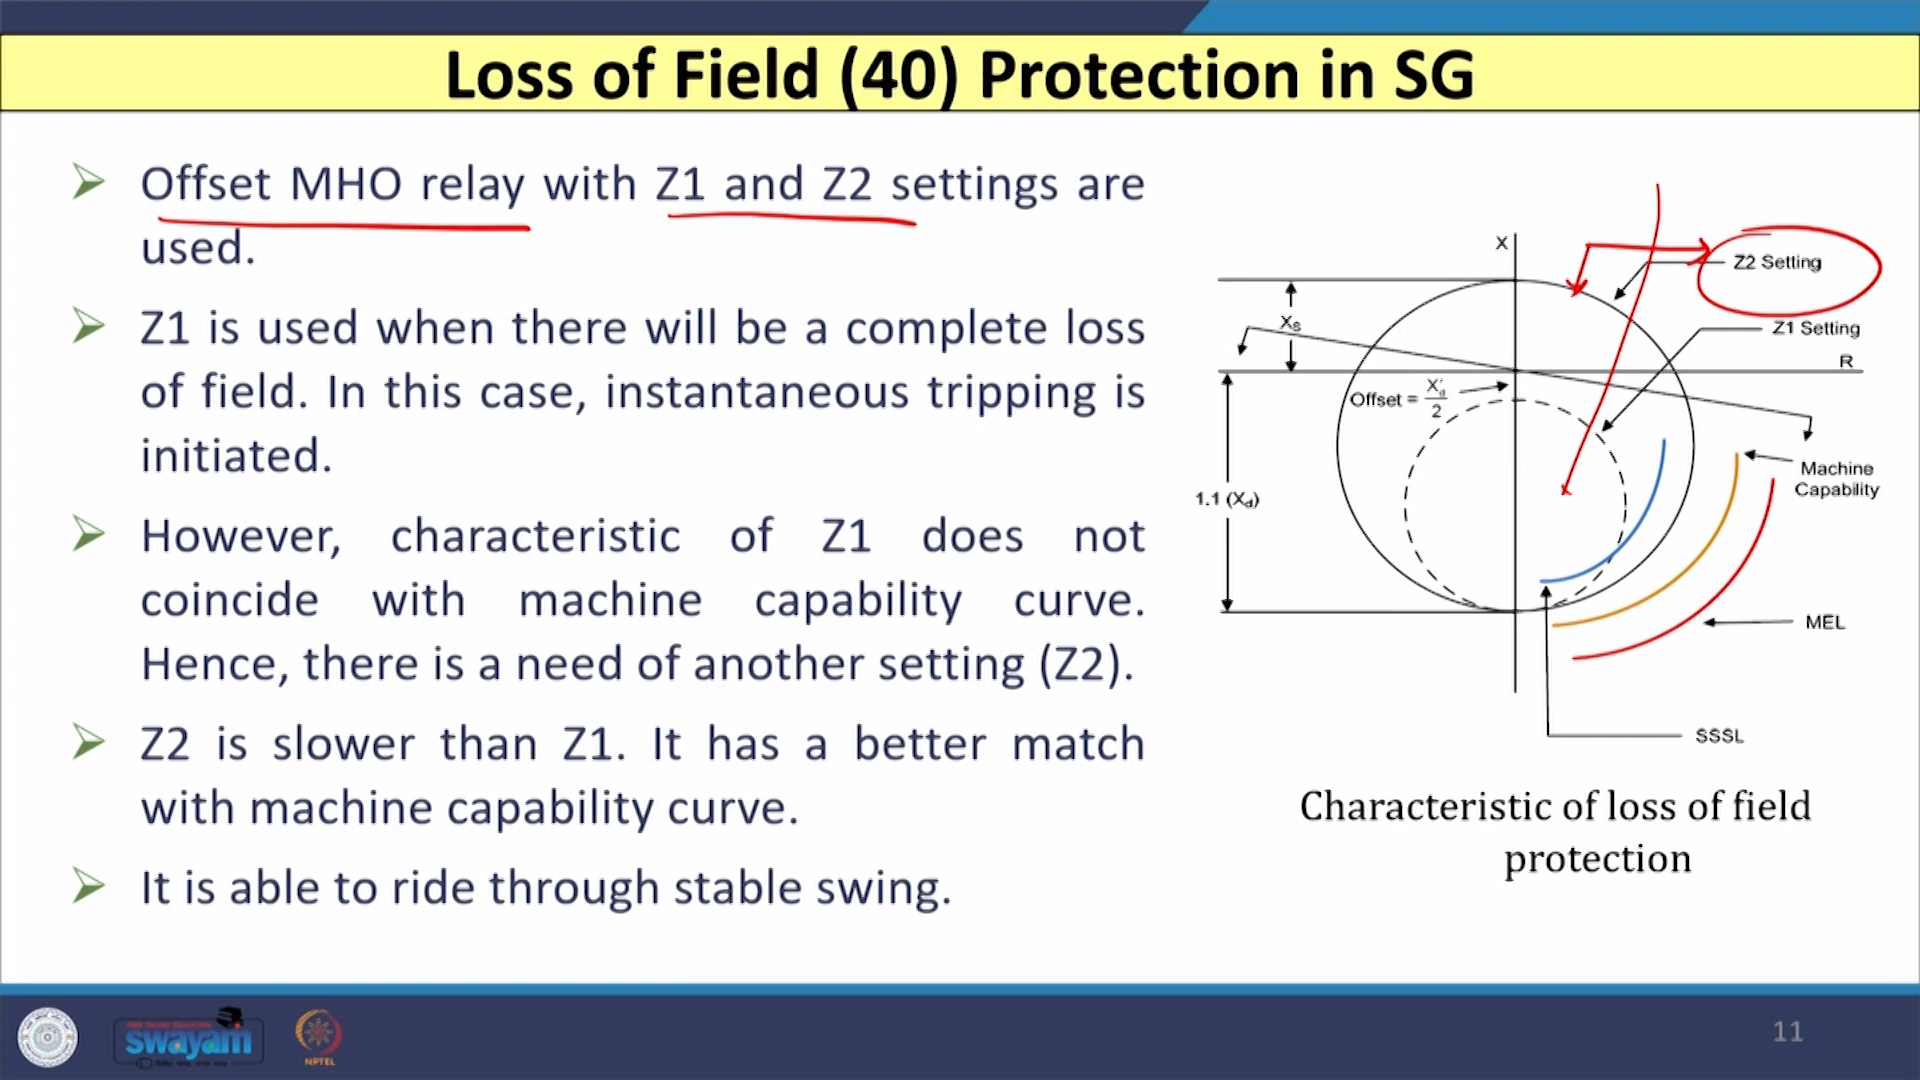 Loss of Field (40) Protection in SG
Offset MHO relay with Z1 and Z2 settings are
used.
Z1 is used when there will be a complete loss
of field. In this case, instantaneous tripping is
initiated.
However, characteristic of Z1 does not
coincide with machine capability curve.
Hence, there is a need of another setting (Z2).
Z2 is slower than Z1. It has a better match
with machine capability curve.
It is able to ride through stable swing.
X
Z2 Setting
Xs
Z1 Setting
R
Offset = X'd
2
Machine
Capability
1.1 (Xd)
MEL
SSSL
Characteristic of loss of field
protection
swayam
NPTEL
11